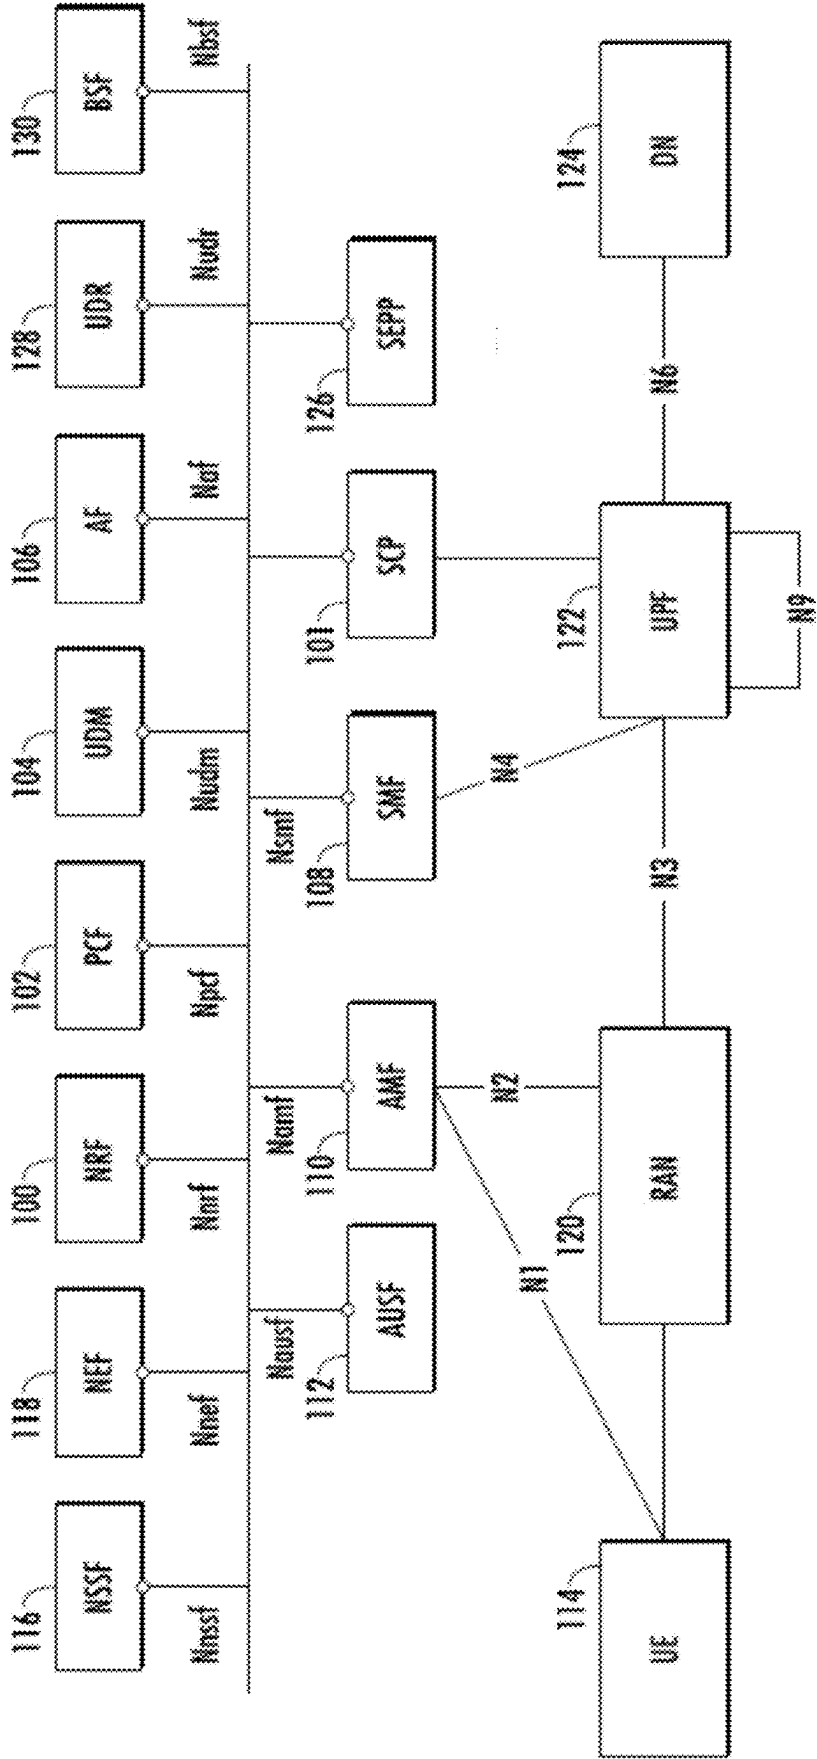 116
118
100
102
104
106
128
130
NSSF
NEF
NRF
PCF
UDM
AF
UDR
BSF
Nnssf
Nnef
Nnrf
Npcf
Nudm
Naf
Nudr
Nbsf
Nausf
Namf
Nsmf
112
110
108
101
126
AUSF
AMF
SMF
SCP
SEPP
N1
N2
N4
114
120
122
124
UE
RAN
N3
UPF
N6
DN
N9